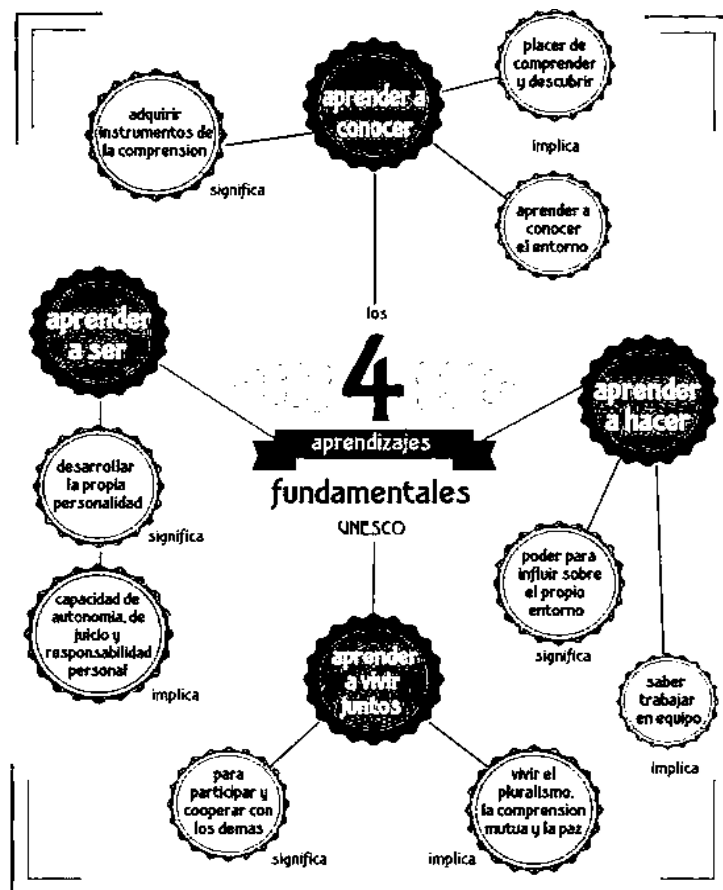 aprender a
conocer
adquirir
instrumentos de
la comprension
significa
placer de
comprender
y descubrir
implica
aprender a
conocer
el entorno
los
4
aprendizajes
fundamentales
UNESCO
aprender
a ser
desarrollar
la propia
personalidad
significa
capacidad de
autonomia, de
juicio y
responsabilidad
personal
implica
aprender
a hacer
poder para
influir sobre
el propio
entorno
significa
saber
trabajar
en equipo
implica
aprender
a vivir
juntos
para
participar y
cooperar con
los demas
significa
vivir el
pluralismo,
la comprension
mutua y la paz
implica